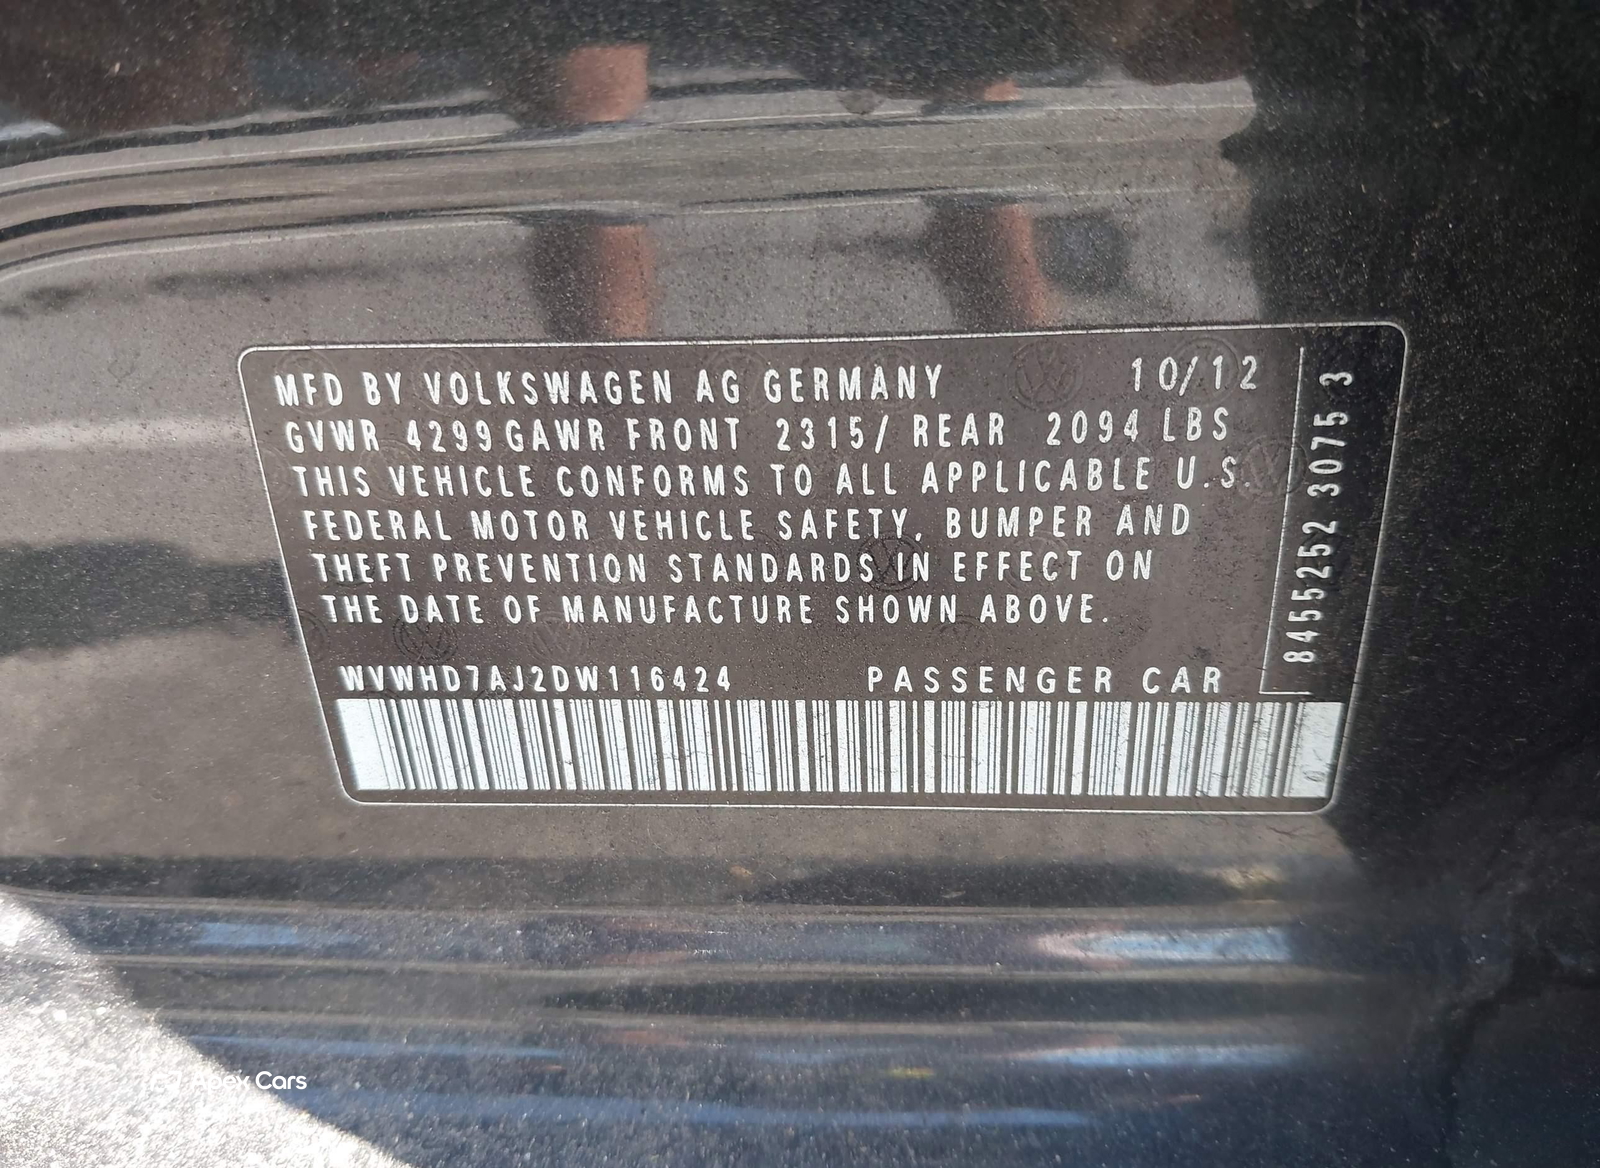 MFD BY VOLKSWAGEN AG GERMANY 10/12
GVWR 4299 GAWR FRONT 2315/ REAR 2094 LBS
THIS VEHICLE CONFORMS TO ALL APPLICABLE U.S.
FEDERAL MOTOR VEHICLE SAFETY, BUMPER AND
THEFT PREVENTION STANDARDS IN EFFECT ON
THE DATE OF MANUFACTURE SHOWN ABOVE.
WVWHD7AJ2DW116424 PASSENGER CAR
8455252 3075 3
Apex Cars